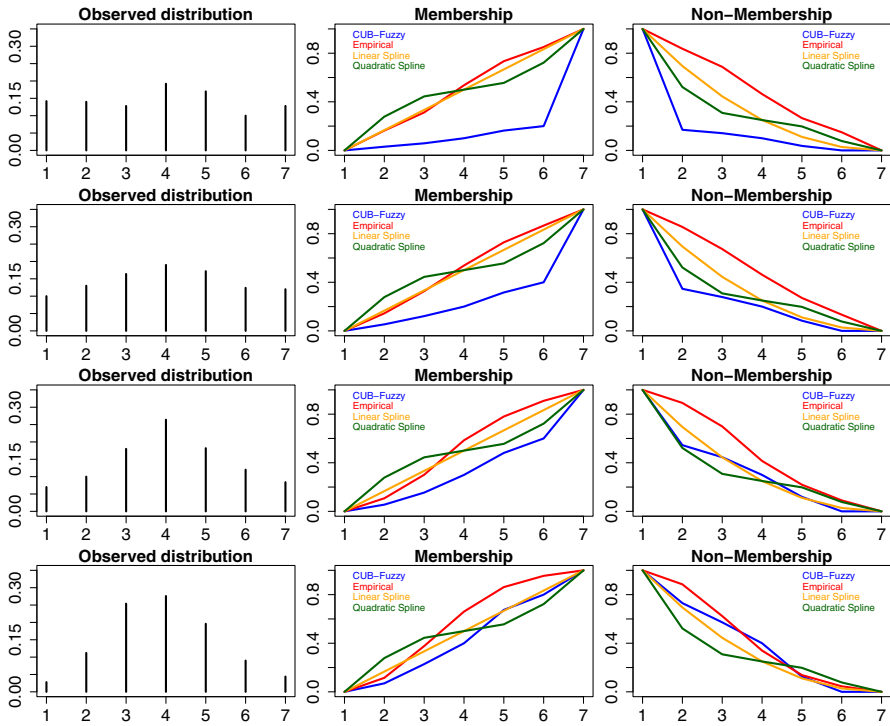 Observed distribution
Membership
Non−Membership
0.00 0.15 0.30
1 2 3 4 5 6 7
0.0 0.4 0.8
CUB−Fuzzy
Empirical
Linear Spline
Quadratic Spline
1 2 3 4 5 6 7
0.0 0.4 0.8
CUB−Fuzzy
Empirical
Linear Spline
Quadratic Spline
1 2 3 4 5 6 7
Observed distribution
Membership
Non−Membership
0.00 0.15 0.30
1 2 3 4 5 6 7
0.0 0.4 0.8
CUB−Fuzzy
Empirical
Linear Spline
Quadratic Spline
1 2 3 4 5 6 7
0.0 0.4 0.8
CUB−Fuzzy
Empirical
Linear Spline
Quadratic Spline
1 2 3 4 5 6 7
Observed distribution
Membership
Non−Membership
0.00 0.15 0.30
1 2 3 4 5 6 7
0.0 0.4 0.8
CUB−Fuzzy
Empirical
Linear Spline
Quadratic Spline
1 2 3 4 5 6 7
0.0 0.4 0.8
CUB−Fuzzy
Empirical
Linear Spline
Quadratic Spline
1 2 3 4 5 6 7
Observed distribution
Membership
Non−Membership
0.00 0.15 0.30
1 2 3 4 5 6 7
0.0 0.4 0.8
CUB−Fuzzy
Empirical
Linear Spline
Quadratic Spline
1 2 3 4 5 6 7
0.0 0.4 0.8
CUB−Fuzzy
Empirical
Linear Spline
Quadratic Spline
1 2 3 4 5 6 7